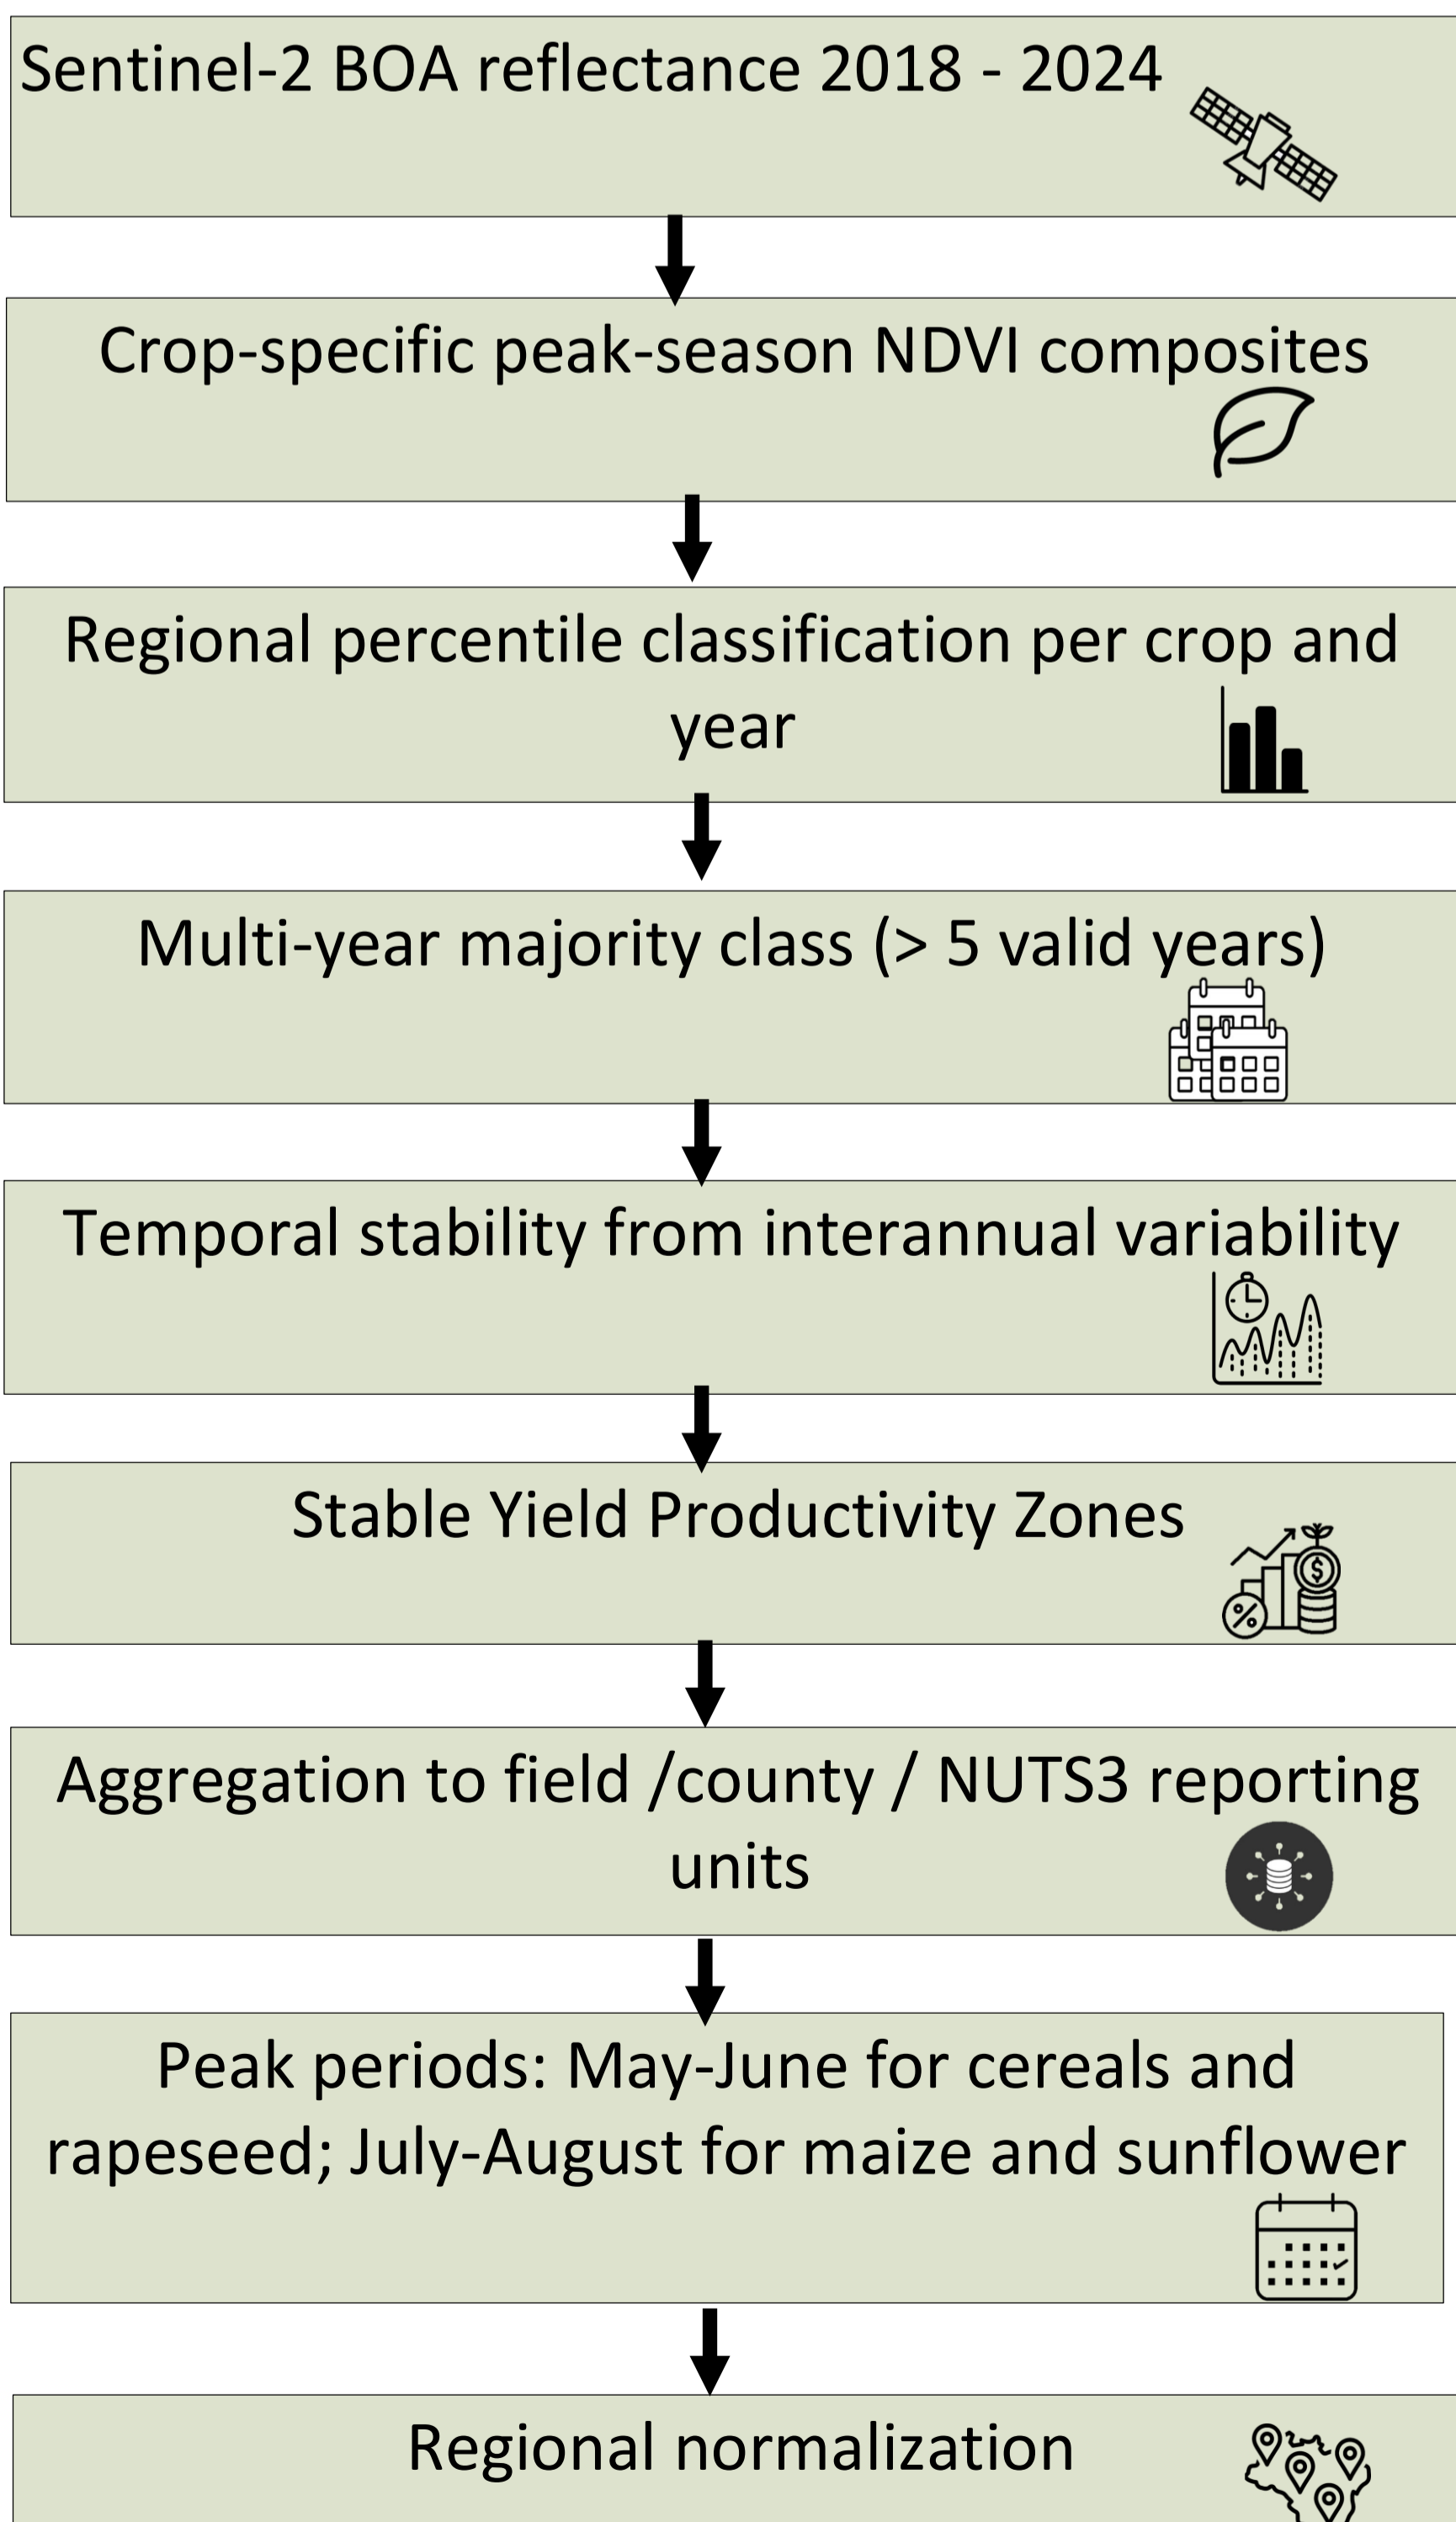 Sentinel-2 BOA reflectance 2018 - 2024
Crop-specific peak-season NDVI composites
Regional percentile classification per crop and
year
Multi-year majority class (> 5 valid years)
Temporal stability from interannual variability
Stable Yield Productivity Zones
Aggregation to field /county / NUTS3 reporting
units
Peak periods: May-June for cereals and
rapeseed; July-August for maize and sunflower
Regional normalization